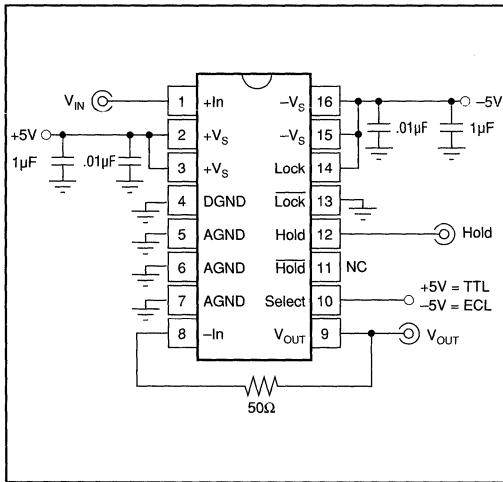 V_IN 1 +In −V_S 16 −5V
+5V 2 +V_S −V_S 15 .01µF 1µF
1µF .01µF 3 +V_S Lock 14
4 DGND L̅o̅c̅k̅ 13
5 AGND Hold 12 Hold
6 AGND H̅o̅l̅d̅ 11 NC
7 AGND Select 10 +5V = TTL
−5V = ECL
8 −In V_OUT 9 V_OUT
50Ω